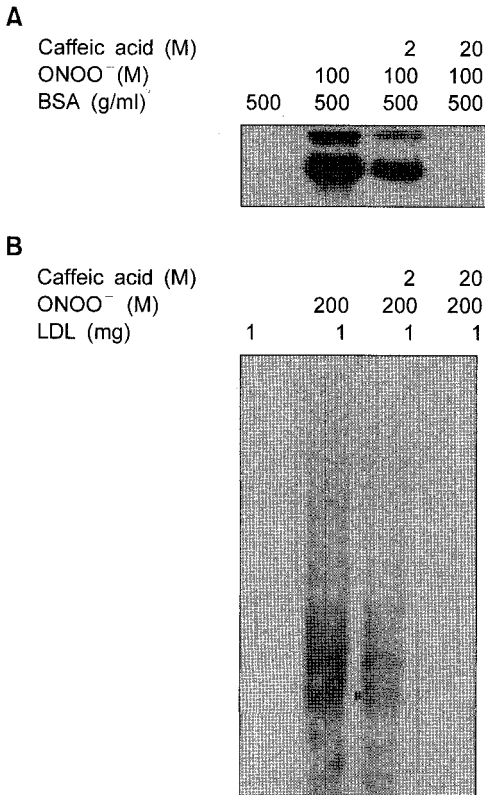 A
Caffeic acid (M) 2 20
ONOO⁻(M) 100 100 100
BSA (g/ml) 500 500 500 500
B
Caffeic acid (M) 2 20
ONOO⁻ (M) 200 200 200
LDL (mg) 1 1 1 1